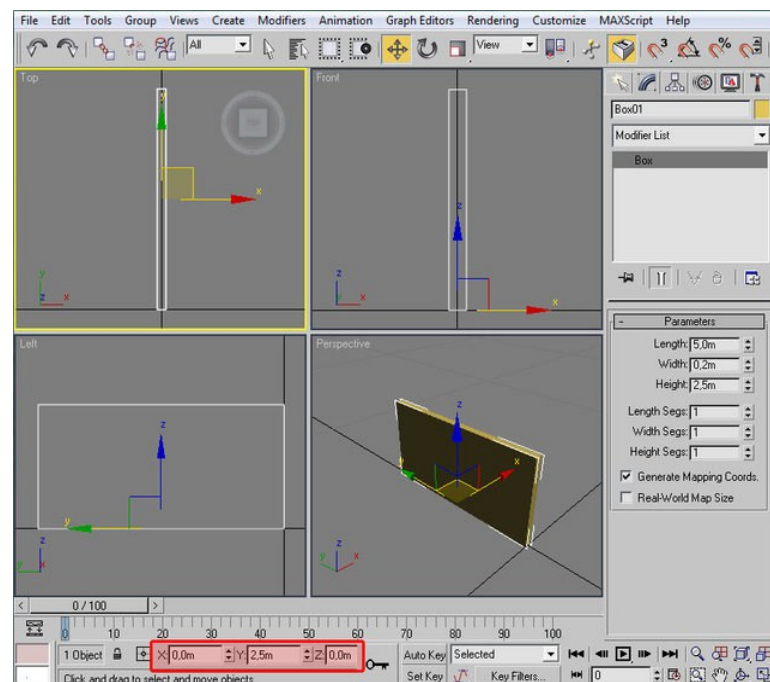 File Edit Tools Group Views Create Modifiers Animation Graph Editors Rendering Customize MAXScript Help
All
View
Top
Front
Box01
Modifier List
Box
Left
Perspective
- Parameters
Length: 5,0m
Width: 0,2m
Height: 2,5m
Length Segs: 1
Width Segs: 1
Height Segs: 1
Generate Mapping Coords.
Real-World Map Size
< 0 / 100 >
0 10 20 30 40 50 60 70 80 90 100
1 Object X: 0,0m Y: 2,5m Z: 0,0m Auto Key Selected
Click and drag to select and move objects Set Key Key Filters... 0